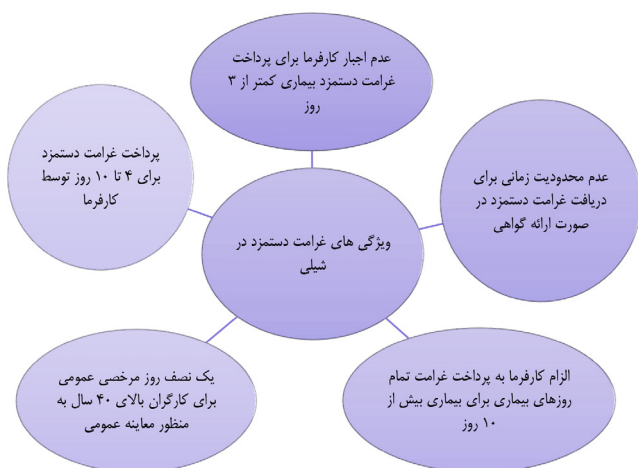 عدم اجبار کارفرما برای پرداخت
غرامت دستمزد بیماری کمتر از ۳
روز
عدم محدودیت زمانی برای
دریافت غرامت دستمزد در
صورت ارائه گواهی
الزام کارفرما به پرداخت غرامت تمام
روزهای بیماری برای بیماری بیش از
۱۰ روز
یک نصف روز مرخصی عمومی
برای کارگران بالای ۴۰ سال به
منظور معاینه عمومی
پرداخت غرامت دستمزد
برای ۴ تا ۱۰ روز توسط
کارفرما
ویژگی های غرامت دستمزد در
شیلی